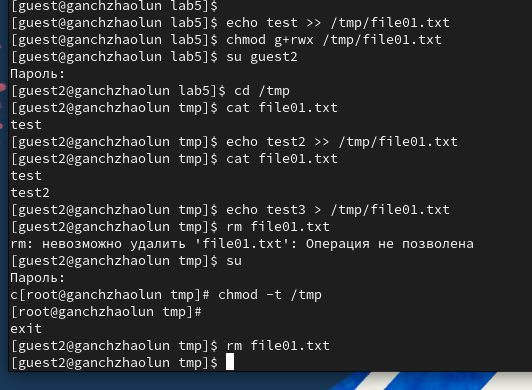 [guest@ganchzhaolun lab5]$
[guest@ganchzhaolun lab5]$ echo test >> /tmp/file01.txt
[guest@ganchzhaolun lab5]$ chmod g+rwx /tmp/file01.txt
[guest@ganchzhaolun lab5]$ su guest2
Пароль:
[guest2@ganchzhaolun lab5]$ cd /tmp
[guest2@ganchzhaolun tmp]$ cat file01.txt
test
[guest2@ganchzhaolun tmp]$ echo test2 >> /tmp/file01.txt
[guest2@ganchzhaolun tmp]$ cat file01.txt
test
test2
[guest2@ganchzhaolun tmp]$ echo test3 > /tmp/file01.txt
[guest2@ganchzhaolun tmp]$ rm file01.txt
rm: невозможно удалить 'file01.txt': Операция не позволена
[guest2@ganchzhaolun tmp]$ su
Пароль:
c[root@ganchzhaolun tmp]# chmod -t /tmp
[root@ganchzhaolun tmp]#
exit
[guest2@ganchzhaolun tmp]$ rm file01.txt
[guest2@ganchzhaolun tmp]$